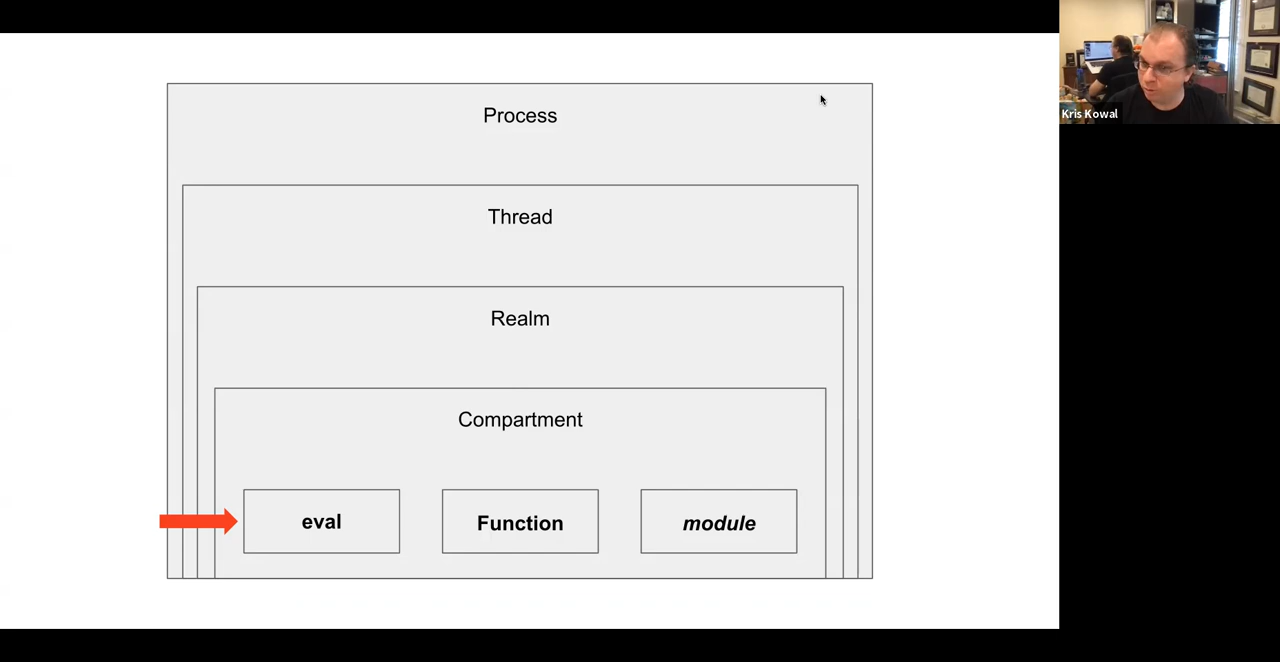 Process
Thread
Realm
Compartment
eval
Function
module
Kris Kowal